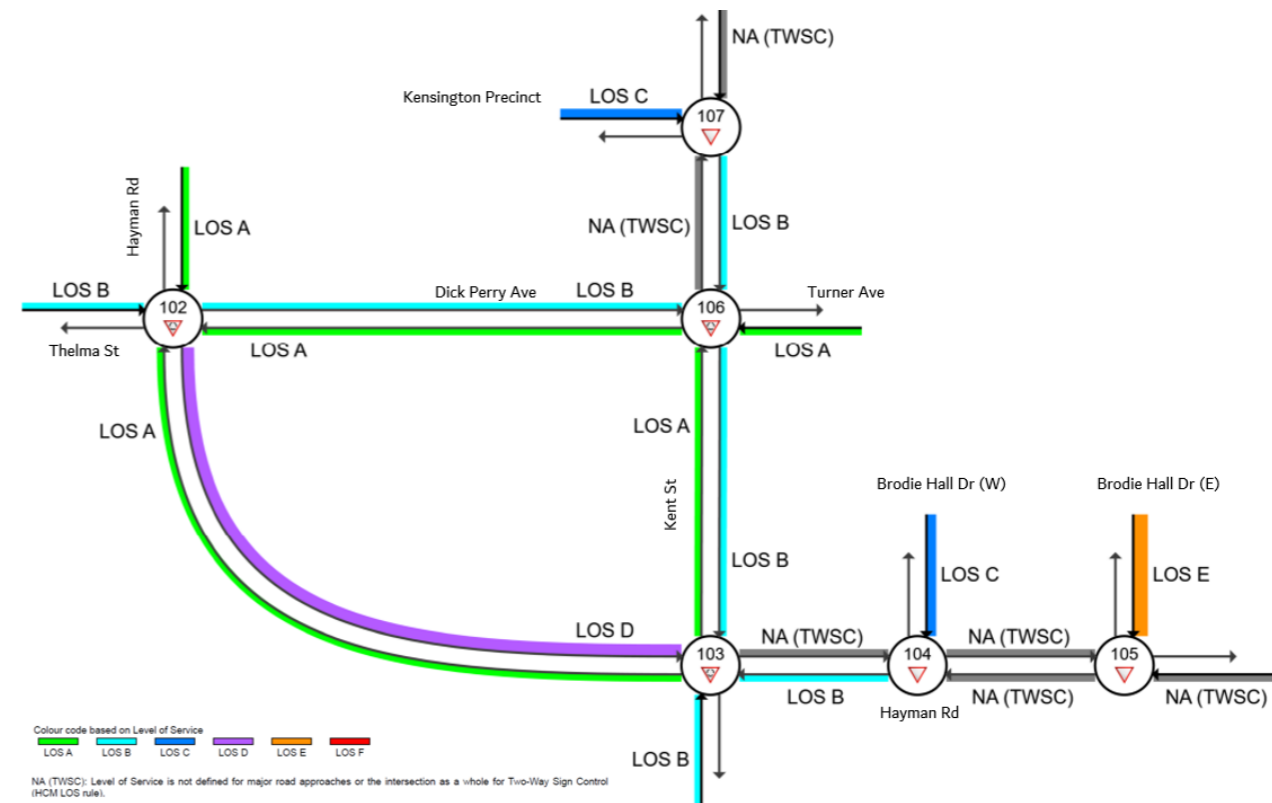 NA (TWSC)
Kensington Precinct
LOS C
107
Hayman Rd
LOS A
NA (TWSC)
LOS B
LOS B
102
Dick Perry Ave
LOS B
106
Turner Ave
Thelma St
LOS A
LOS A
LOS A
LOS A
Kent St
Brodie Hall Dr (W)
Brodie Hall Dr (E)
LOS B
LOS C
LOS E
LOS D
103
NA (TWSC)
104
NA (TWSC)
105
LOS B
NA (TWSC)
NA (TWSC)
Hayman Rd
LOS B
Colour code based on Level of Service
LOS A
LOS B
LOS C
LOS D
LOS E
LOS F
NA (TWSC): Level of Service is not defined for major road approaches or the intersection as a whole for Two-Way Sign Control
(HCM LOS rule).